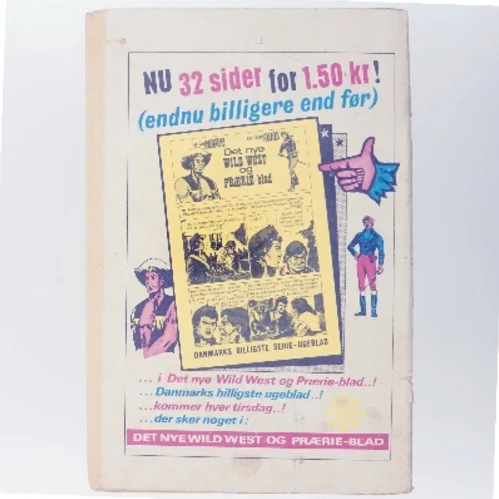 NU 32 sider for 1.50 kr!
(endnu billigere end før)
Det nye
WILD WEST
og
PRÆRIE blad
DANMARKS BILLIGSTE SERIE-UGEBLAD
...i Det nye Wild West og Prærie-blad..!
...Danmarks billigste ugeblad..!
...kommer hver tirsdag..!
...der sker noget i:
DET NYE WILD WEST OG PRÆRIE-BLAD